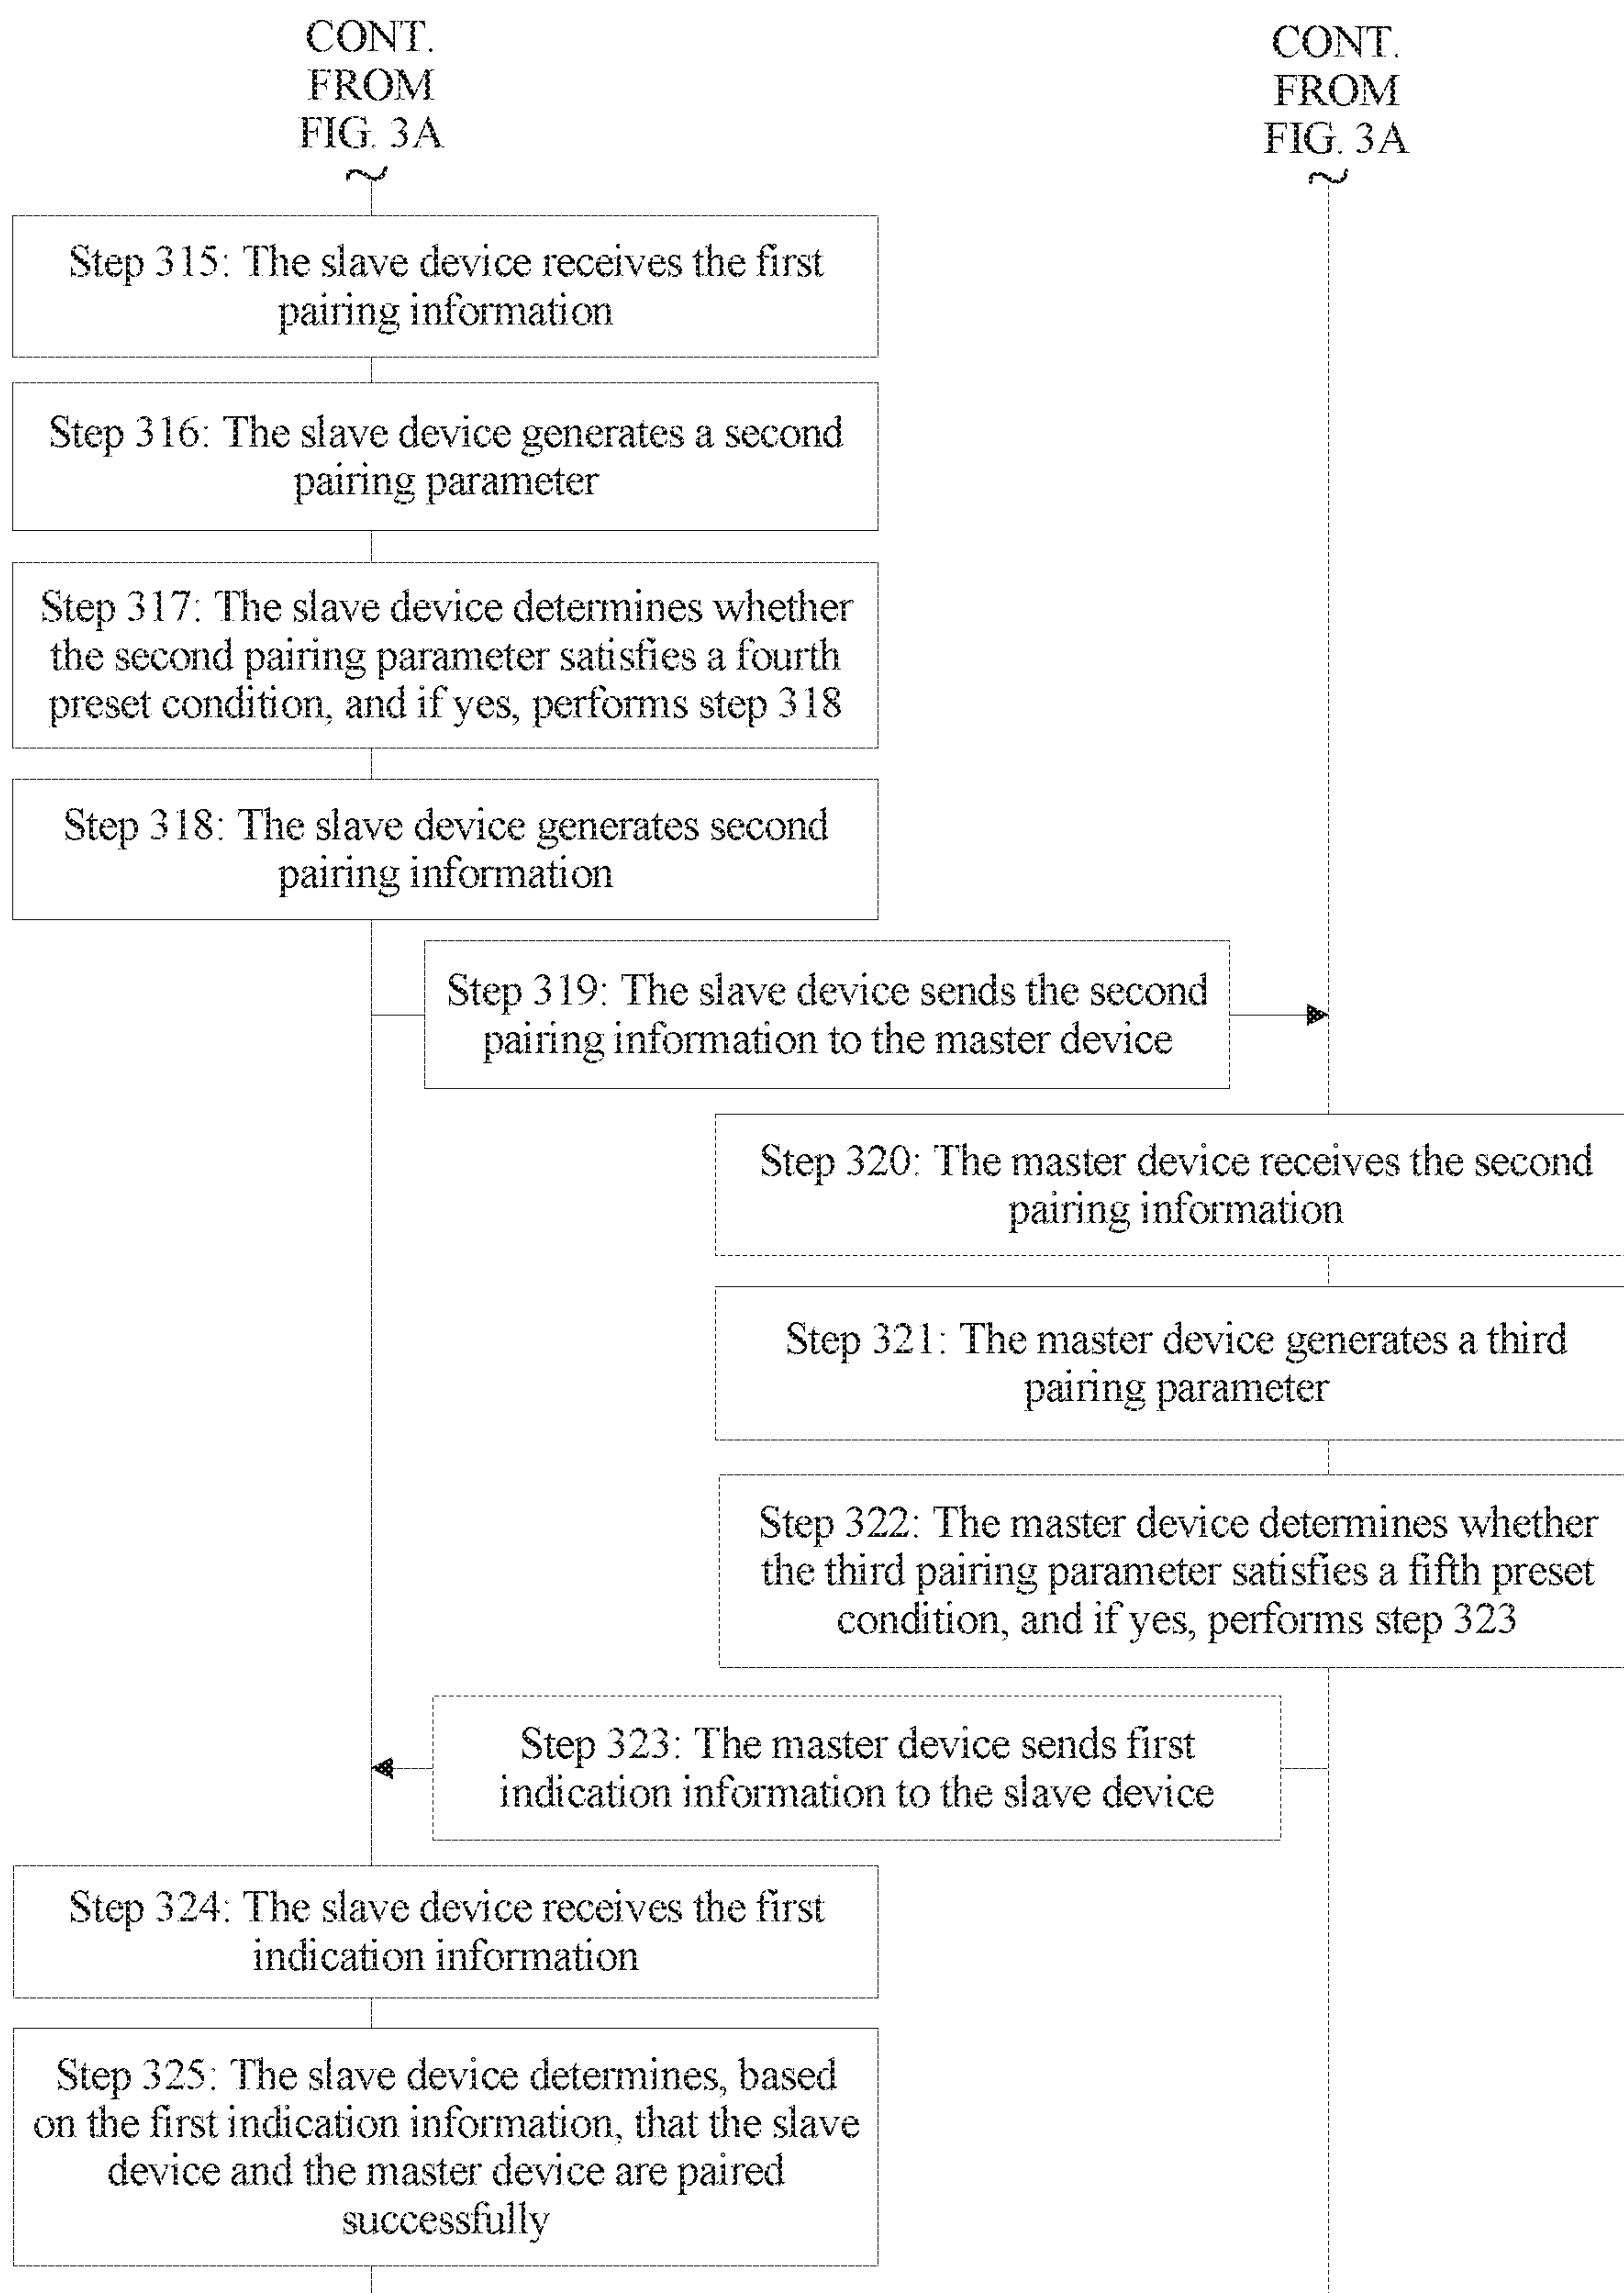 CONT.
FROM
FIG. 3A
CONT.
FROM
FIG. 3A
Step 315: The slave device receives the first
pairing information
Step 316: The slave device generates a second
pairing parameter
Step 317: The slave device determines whether
the second pairing parameter satisfies a fourth
preset condition, and if yes, performs step 318
Step 318: The slave device generates second
pairing information
Step 319: The slave device sends the second
pairing information to the master device
Step 320: The master device receives the second
pairing information
Step 321: The master device generates a third
pairing parameter
Step 322: The master device determines whether
the third pairing parameter satisfies a fifth preset
condition, and if yes, performs step 323
Step 323: The master device sends first
indication information to the slave device
Step 324: The slave device receives the first
indication information
Step 325: The slave device determines, based
on the first indication information, that the slave
device and the master device are paired
successfully